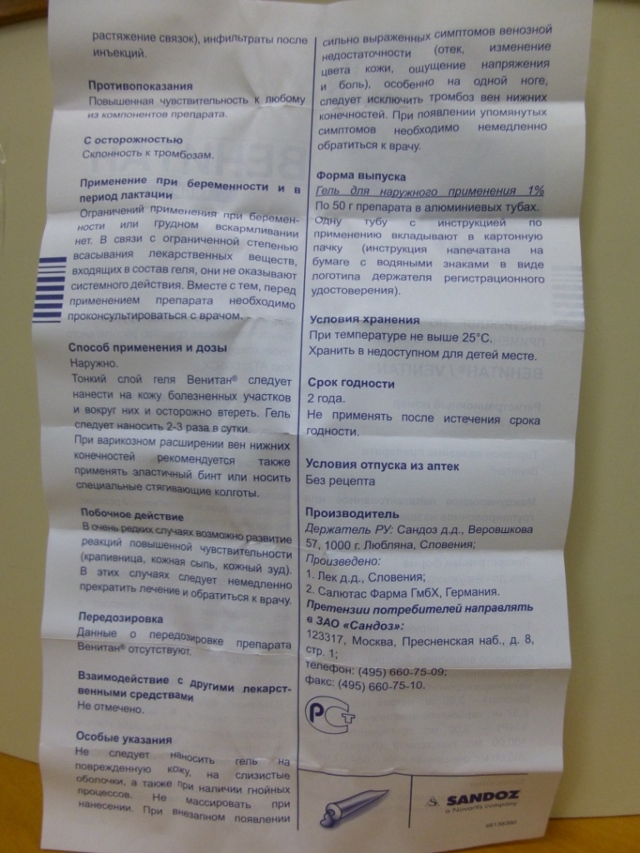 растяжение связок), инфильтраты после
инъекций.
Противопоказания
Повышенная чувствительность к любому
из компонентов препарата.
С осторожностью
Склонность к тромбозам.
Применение при беременности и в
период лактации
Ограничений применения при беремен-
ности или грудном вскармливании
нет. В связи с ограниченной степенью
всасывания лекарственных веществ,
входящих в состав геля, они не оказывают
системного действия. Вместе с тем, перед
применением препарата необходимо
проконсультироваться с врачом.
Способ применения и дозы
Наружно.
Тонкий слой геля Венитан® следует
нанести на кожу болезненных участков
и вокруг них и осторожно втереть. Гель
следует наносить 2-3 раза в сутки.
При варикозном расширении вен нижних
конечностей рекомендуется также
применять эластичный бинт или носить
специальные стягивающие колготы.
Побочное действие
В очень редких случаях возможно развитие
реакций повышенной чувствительности
(крапивница, кожная сыпь, кожный зуд).
В этих случаях следует немедленно
прекратить лечение и обратиться к врачу.
Передозировка
Данные о передозировке препарата
Венитан® отсутствуют.
Взаимодействие с другими лекарст-
венными средствами
Не отмечено.
Особые указания
Не следует наносить гель на
поврежденную кожу, на слизистые
оболочки, а также при наличии гнойных
процессов. Не массировать при
нанесении. При внезапном появлении
сильно выраженных симптомов венозной
недостаточности (отек, изменение
цвета кожи, ощущение напряжения
и боль), особенно на одной ноге,
следует исключить тромбоз вен нижних
конечностей. При появлении упомянутых
симптомов необходимо немедленно
обратиться к врачу.
Форма выпуска
Гель для наружного применения 1%
По 50 г препарата в алюминиевых тубах.
Одну тубу с инструкцией по
применению вкладывают в картонную
пачку (инструкция напечатана на
бумаге с водяными знаками в виде
логотипа держателя регистрационного
удостоверения).
Условия хранения
При температуре не выше 25°C.
Хранить в недоступном для детей месте.
Срок годности
2 года.
Не применять после истечения срока
годности.
Условия отпуска из аптек
Без рецепта
Производитель
Держатель РУ: Сандоз д.д., Веровшкова
57, 1000 г. Любляна, Словения;
Произведено:
1. Лек д.д., Словения;
2. Салютас Фарма ГмбХ, Германия.
Претензии потребителей направлять
в ЗАО «Сандоз»:
123317, Москва, Пресненская наб., д. 8,
стр. 1;
телефон: (495) 660-75-09;
факс: (495) 660-75-10.
РСТ
SANDOZ
a Novartis company